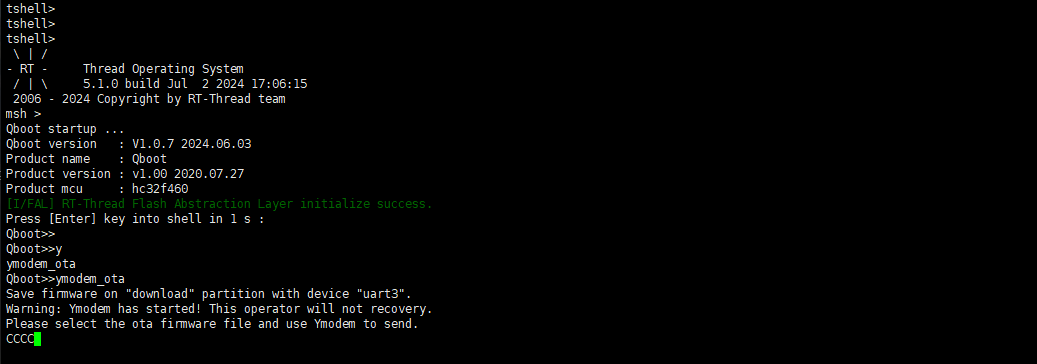 tshell>
tshell>
tshell>
 \ | /
- RT -     Thread Operating System
 / | \     5.1.0 build Jul  2 2024 17:06:15
 2006 - 2024 Copyright by RT-Thread team
msh >
Qboot startup ...
Qboot version   : V1.0.7 2024.06.03
Product name    : Qboot
Product version : v1.00 2020.07.27
Product mcu     : hc32f460
[I/FAL] RT-Thread Flash Abstraction Layer initialize success.
Press [Enter] key into shell in 1 s :
Qboot>>
Qboot>>y
ymodem_ota
Qboot>>ymodem_ota
Save firmware on "download" partition with device "uart3".
Warning: Ymodem has started! This operator will not recovery.
Please select the ota firmware file and use Ymodem to send.
CCCC